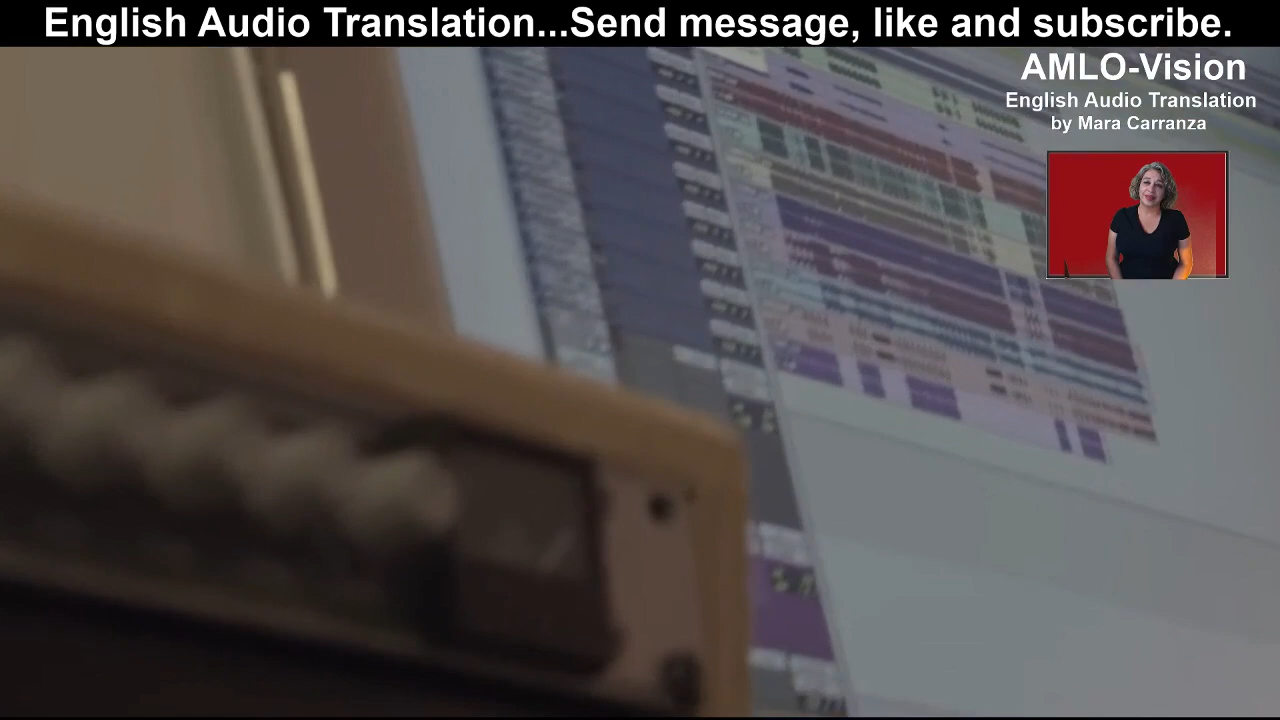 English Audio Translation...Send message, like and subscribe.
AMLO-Vision
English Audio Translation
by Mara Carranza